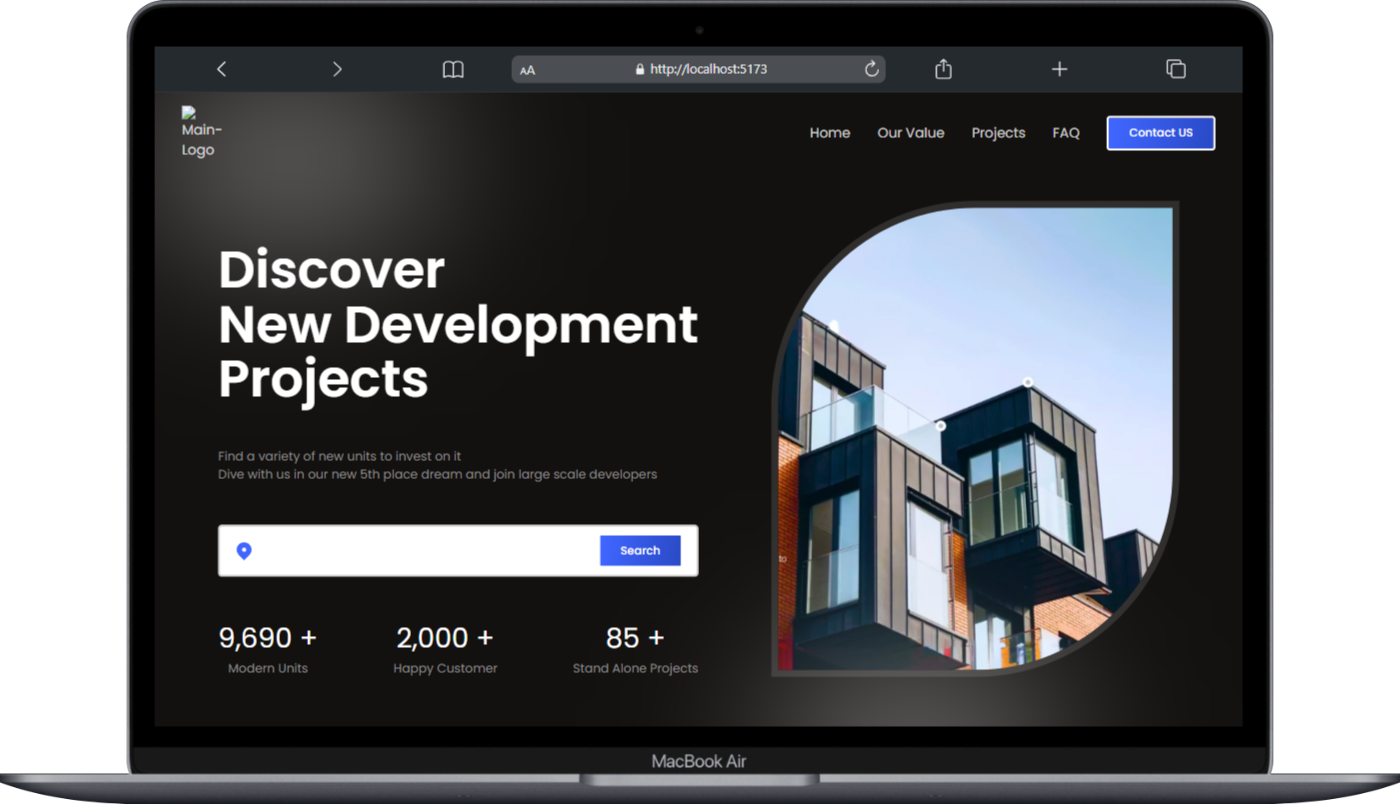 AA
http://localhost:5173
Main-
Logo
Home Our Value Projects FAQ Contact US
Discover
New Development
Projects
Find a variety of new units to invest on it
Dive with us in our new 5th place dream and join large scale developers
Search
9,690 + 2,000 + 85 +
Modern Units Happy Customer Stand Alone Projects
MacBook Air